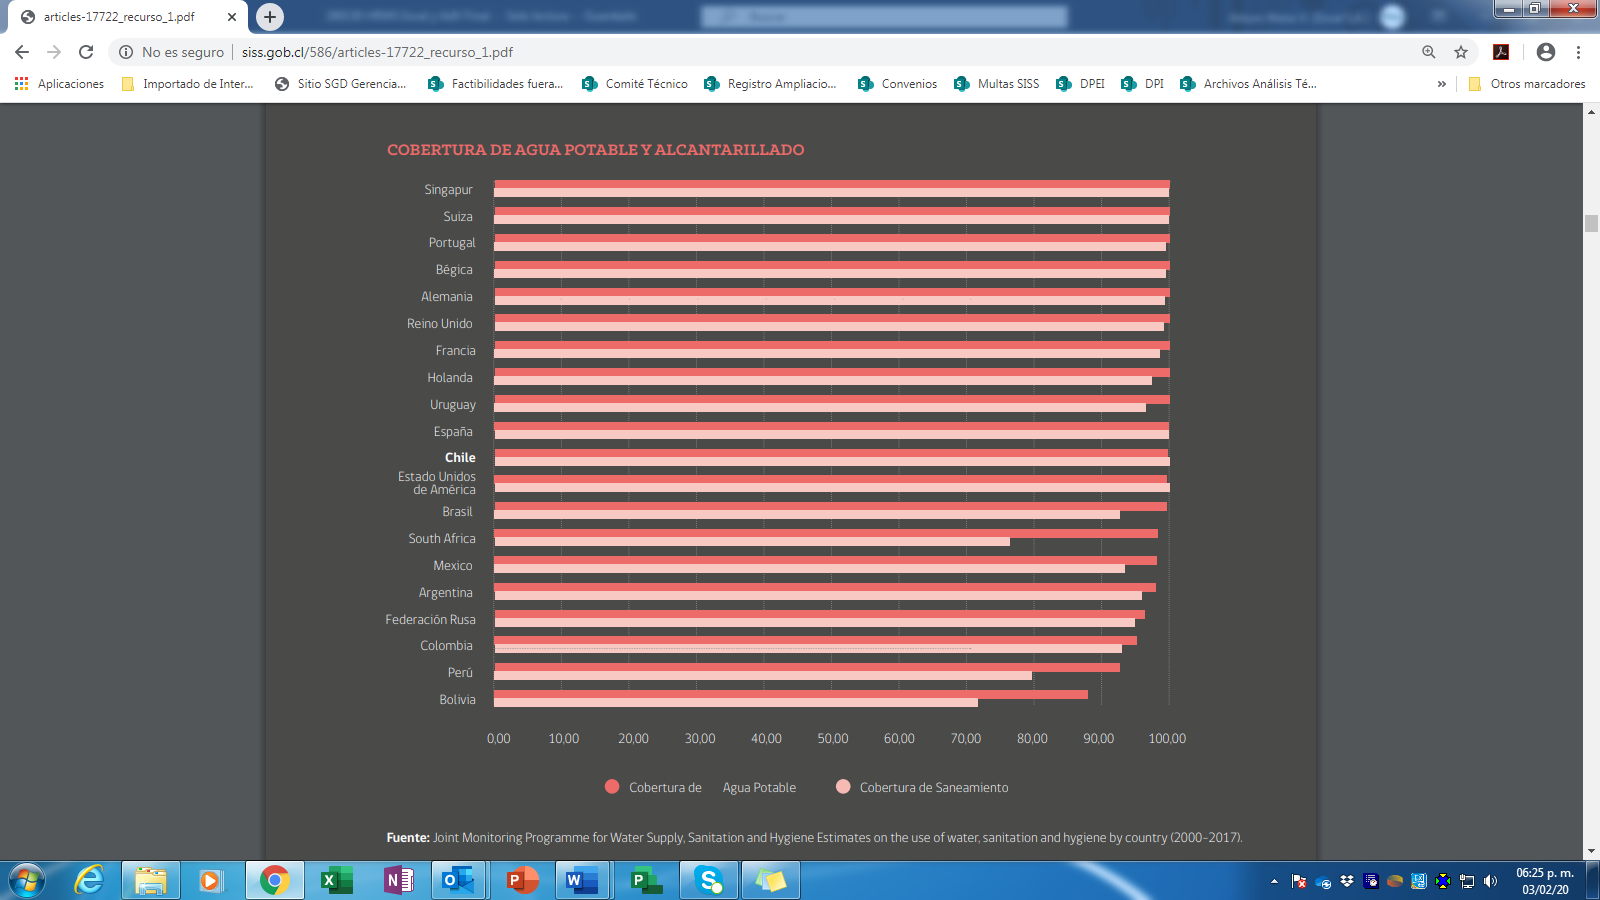 articles-17722_recurso_1.pdf
No es seguro
siss.gob.cl/586/articles-17722_recurso_1.pdf
Aplicaciones
Importado de Inter...
Sitio SGD Gerencia...
Factibilidades fuera...
Comité Técnico
Registro Ampliacio...
Convenios
Multas SISS
DPEI
DPI
Archivos Análisis Té...
»
Otros marcadores
COBERTURA DE AGUA POTABLE Y ALCANTARILLADO
Singapur
Suiza
Portugal
Bégica
Alemania
Reino Unido
Francia
Holanda
Uruguay
España
Chile
Estado Unidos
de América
Brasil
South Africa
Mexico
Argentina
Federación Rusa
Colombia
Perú
Bolivia
0,00 10,00 20,00 30,00 40,00 50,00 60,00 70,00 80,00 90,00 100,00
Cobertura de Agua Potable
Cobertura de Saneamiento
Fuente: Joint Monitoring Programme for Water Supply, Sanitation and Hygiene Estimates on the use of water, sanitation and hygiene by country (2000-2017).
06:25 p. m.
03/02/20